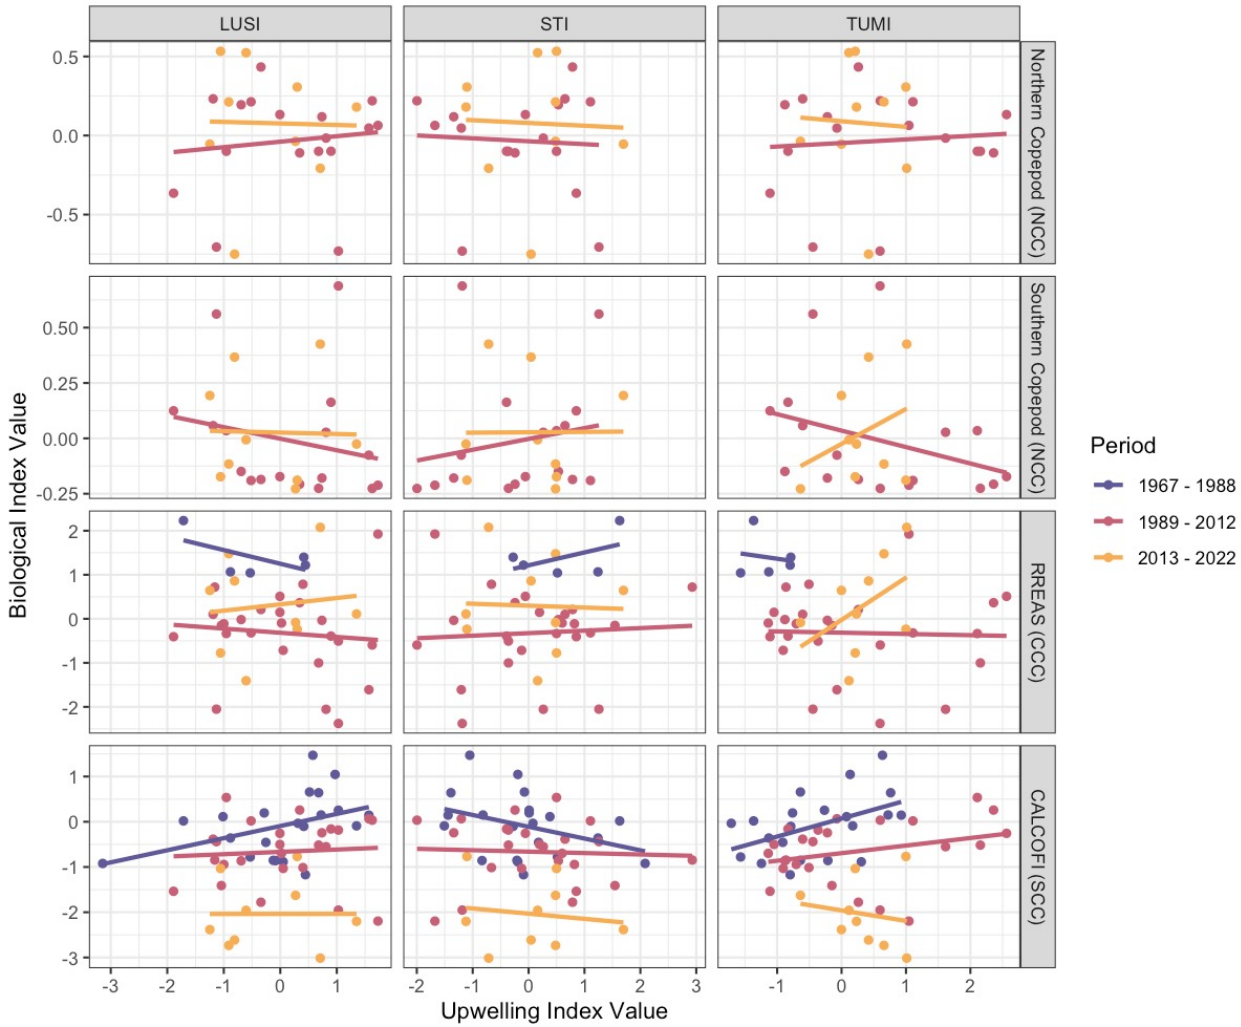 LUSI
STI
TUMI
0.5
0.0
-0.5
Northern Copepod (NCC)
0.50
0.25
0.00
-0.25
Southern Copepod (NCC)
2
1
0
-1
-2
RREAS (CCC)
1
0
-1
-2
-3
CALCOFI (SCC)
-3 -2 -1 0 1
-2 -1 0 1 2 3
-1 0 1 2
Upwelling Index Value
Biological Index Value
Period
1967 - 1988
1989 - 2012
2013 - 2022